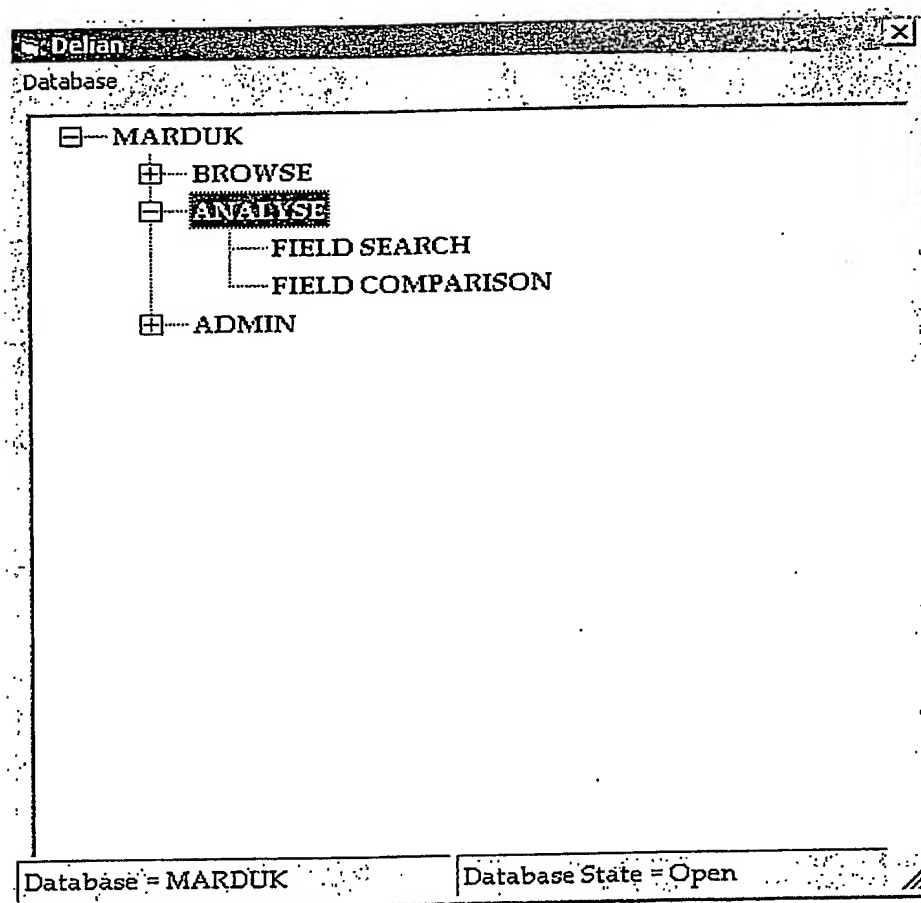 Delian
Database
MARDUK
BROWSE
ANALYSE
FIELD SEARCH
FIELD COMPARISON
ADMIN
Database = MARDUK
Database State = Open